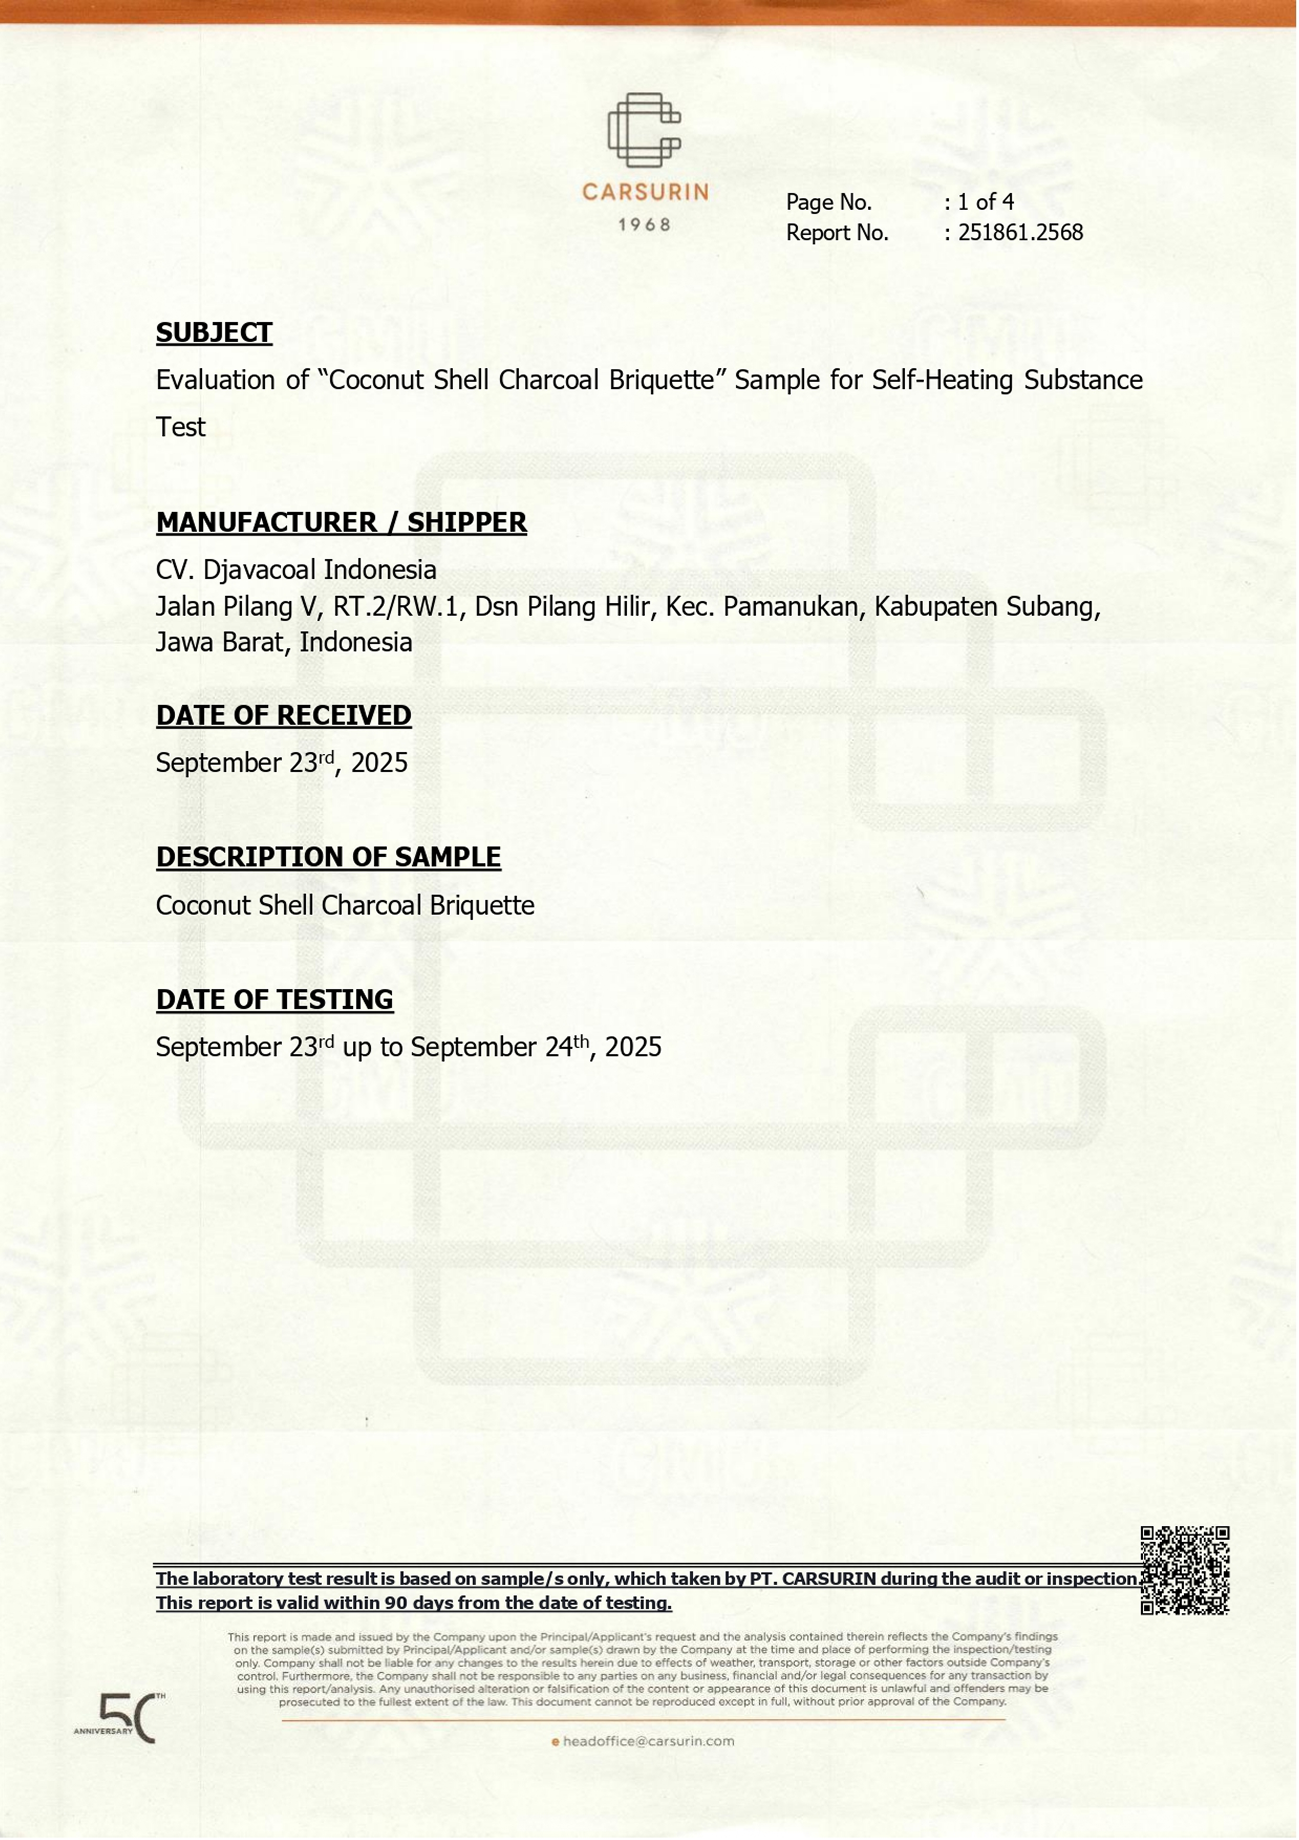 CARSURIN
1968
Page No. : 1 of 4
Report No. : 251861.2568
SUBJECT
Evaluation of “Coconut Shell Charcoal Briquette” Sample for Self-Heating Substance
Test
MANUFACTURER / SHIPPER
CV. Djavacoal Indonesia
Jalan Pilang V, RT.2/RW.1, Dsn Pilang Hilir, Kec. Pamanukan, Kabupaten Subang,
Jawa Barat, Indonesia
DATE OF RECEIVED
September 23rd, 2025
DESCRIPTION OF SAMPLE
Coconut Shell Charcoal Briquette
DATE OF TESTING
September 23rd up to September 24th, 2025
The laboratory test result is based on sample/s only, which taken by PT. CARSURIN during the audit or inspection.
This report is valid within 90 days from the date of testing.
This report is made and issued by the Company upon the Principal/Applicant's request and the analysis contained therein reflects the Company's findings
on the sample(s) submitted by Principal/Applicant and/or sample(s) drawn by the Company at the time and place of performing the inspection/testing
only. Company shall not be liable for any changes to the results herein due to effects of weather, transport, storage or other factors outside Company's
control. Furthermore, the Company shall not be responsible to any parties on any business, financial and/or legal consequences for any transaction by
using this report/analysis. Any unauthorised alteration or falsification of the content or appearance of this document is unlawful and offenders may be
prosecuted to the fullest extent of the law. This document cannot be reproduced except in full, without prior approval of the Company.
50TH
ANNIVERSARY
e headoffice@carsurin.com